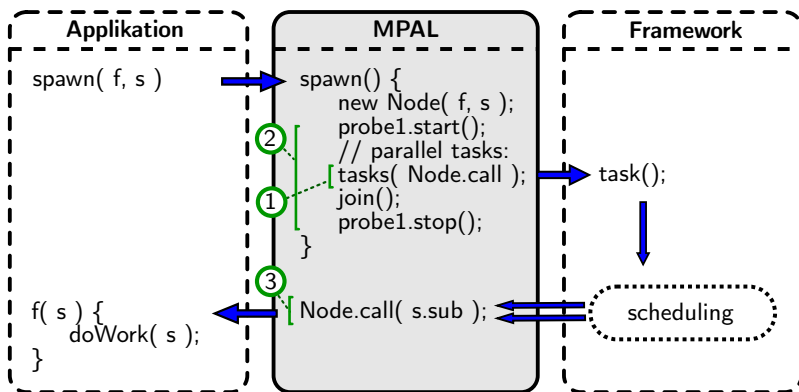 Applikation
MPAL
Framework
spawn( f, s )
spawn() {
new Node( f, s );
probe1.start();
// parallel tasks:
tasks( Node.call );
join();
probe1.stop();
}
2
1
task();
3
f( s ) {
doWork( s );
}
Node.call( s.sub );
scheduling